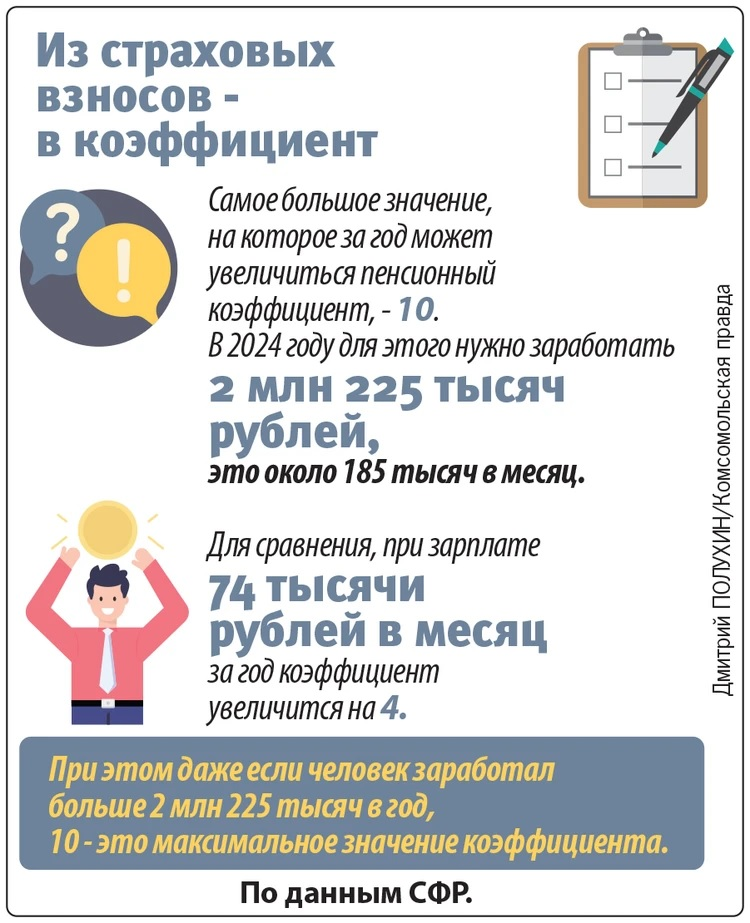 Из страховых
взносов -
в коэффициент
?
!
Самое большое значение,
на которое за год может
увеличиться пенсионный
коэффициент, - 10.
В 2024 году для этого нужно заработать
2 млн 225 тысяч
рублей,
это около 185 тысяч в месяц.
Для сравнения, при зарплате
74 тысячи
рублей в месяц
за год коэффициент
увеличится на 4.
При этом даже если человек заработал
больше 2 млн 225 тысяч в год,
10 - это максимальное значение коэффициента.
По данным СФР.
Дмитрий ПОЛУХИН/Комсомольская правда